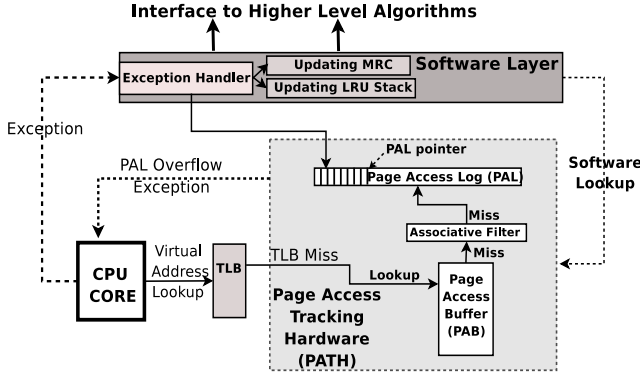 Interface to Higher Level Algorithms
Exception Handler
Updating MRC
Updating LRU Stack
Software Layer
Exception
PAL Overflow
Exception
PAL pointer
Page Access Log (PAL)
Software
Lookup
Miss
Associative Filter
Miss
CPU
CORE
Virtual
Address
Lookup
TLB
TLB Miss
Lookup
Page
Access
Buffer
(PAB)
Page Access
Tracking
Hardware
(PATH)